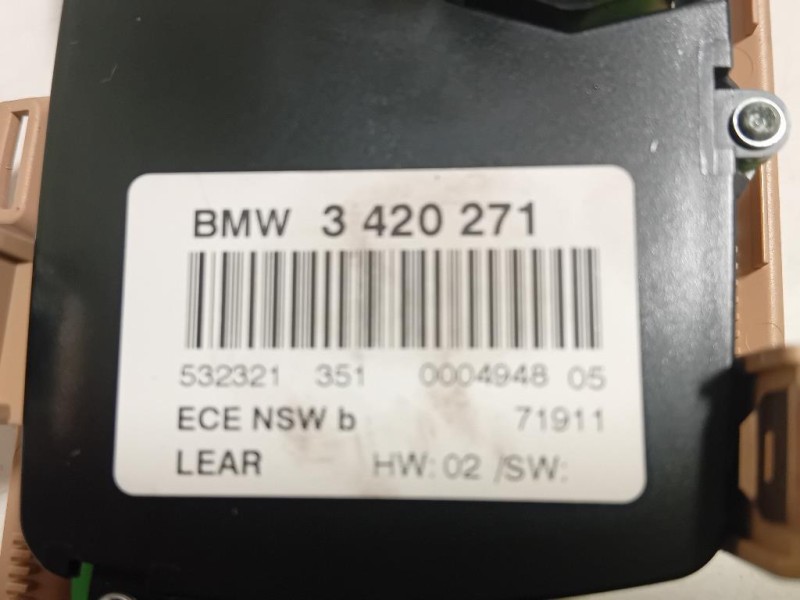 BMW 3 420 271
532321 351 0004948 05
ECE NSW b 71911
LEAR HW: 02 /SW: